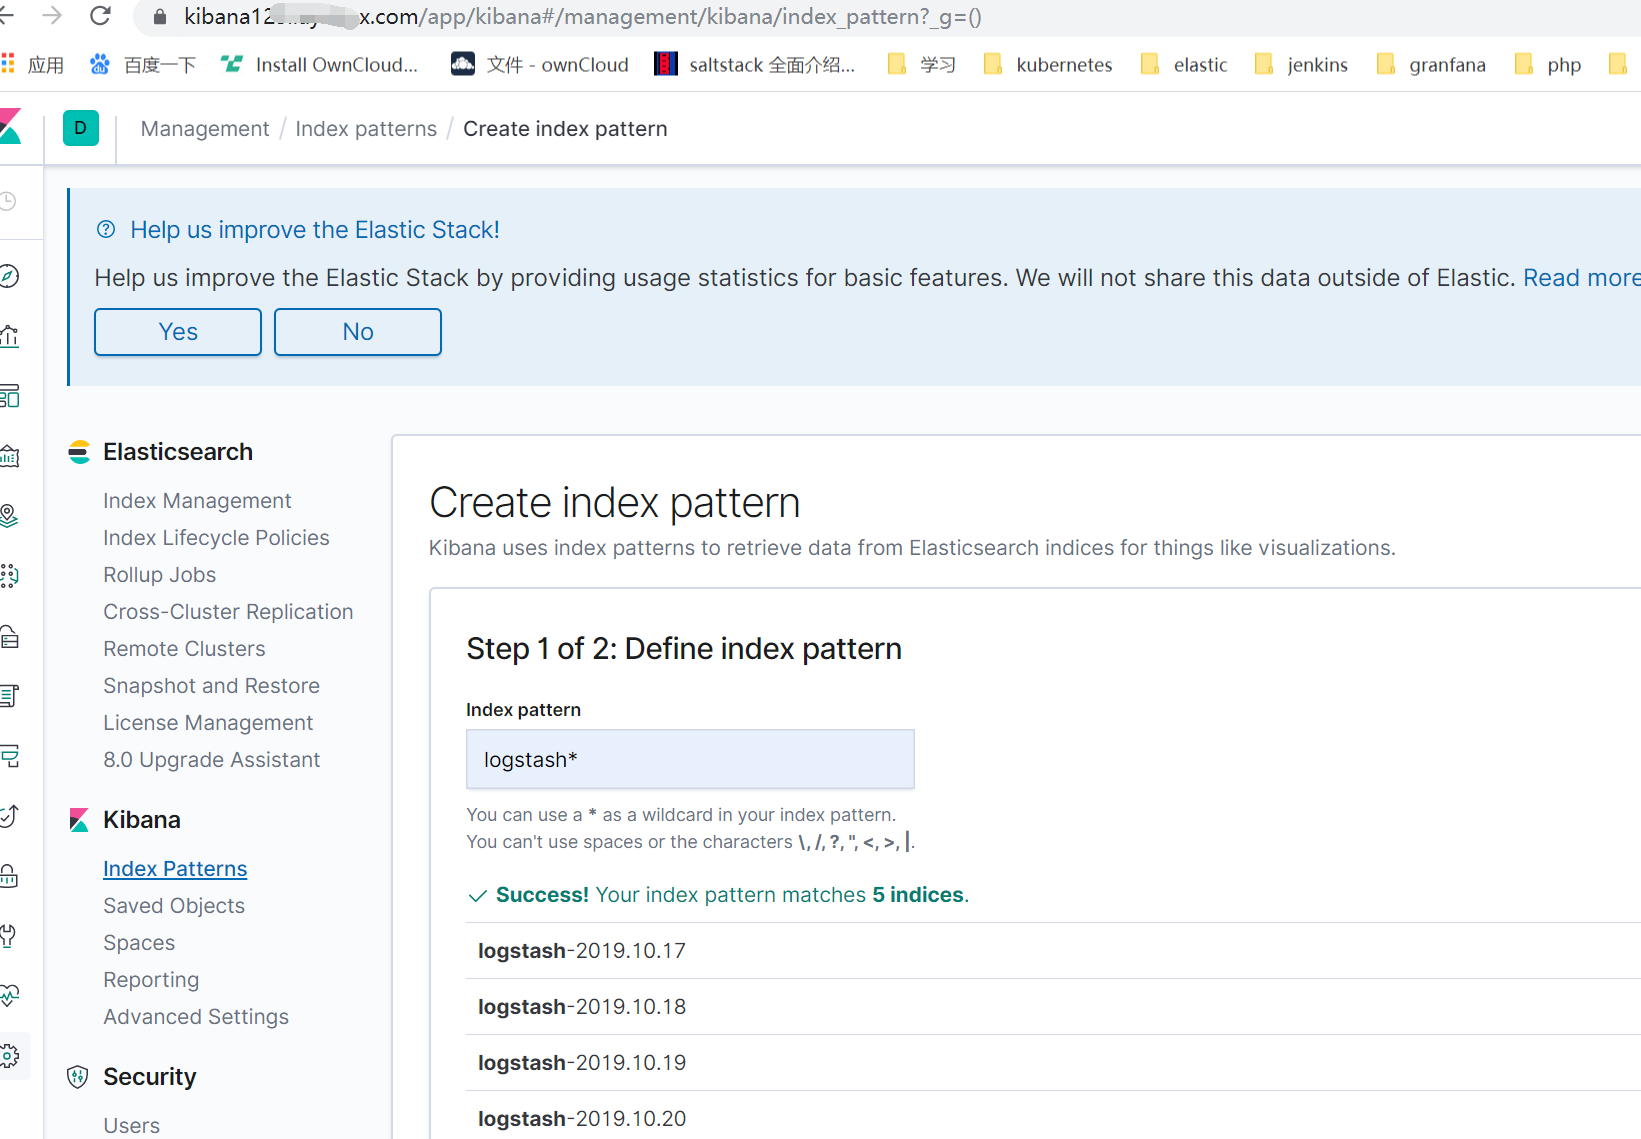 kibana12x.com/app/kibana#/management/kibana/index_pattern?_g=()
应用 百度一下 Install OwnCloud... 文件 - ownCloud saltstack 全面介绍... 学习 kubernetes elastic jenkins granfana php
D Management / Index patterns / Create index pattern
Help us improve the Elastic Stack!
Help us improve the Elastic Stack by providing usage statistics for basic features. We will not share this data outside of Elastic. Read more
Yes No
Elasticsearch
Index Management
Index Lifecycle Policies
Rollup Jobs
Cross-Cluster Replication
Remote Clusters
Snapshot and Restore
License Management
8.0 Upgrade Assistant
Kibana
Index Patterns
Saved Objects
Spaces
Reporting
Advanced Settings
Security
Users
Create index pattern
Kibana uses index patterns to retrieve data from Elasticsearch indices for things like visualizations.
Step 1 of 2: Define index pattern
Index pattern
logstash*
You can use a * as a wildcard in your index pattern.
You can't use spaces or the characters \, /, ?, ", <, >, |.
Success! Your index pattern matches 5 indices.
logstash-2019.10.17
logstash-2019.10.18
logstash-2019.10.19
logstash-2019.10.20